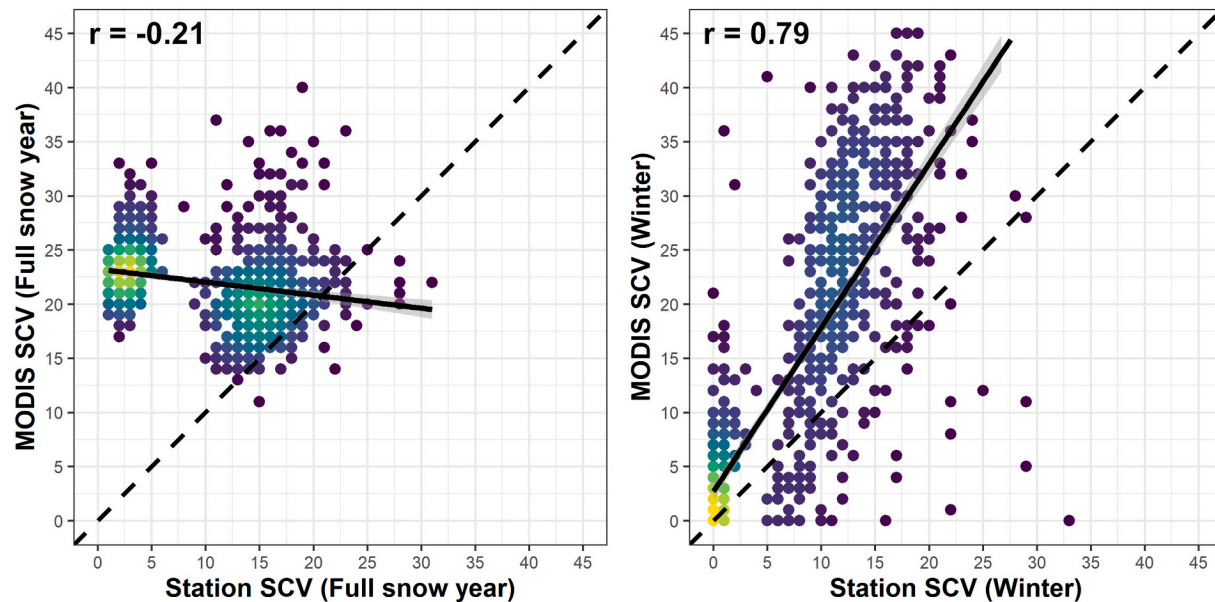 r = -0.21
MODIS SCV (Full snow year)
45
40
35
30
25
20
15
10
5
0
0 5 10 15 20 25 30 35 40 45
Station SCV (Full snow year)
r = 0.79
MODIS SCV (Winter)
45
40
35
30
25
20
15
10
5
0
0 5 10 15 20 25 30 35 40 45
Station SCV (Winter)